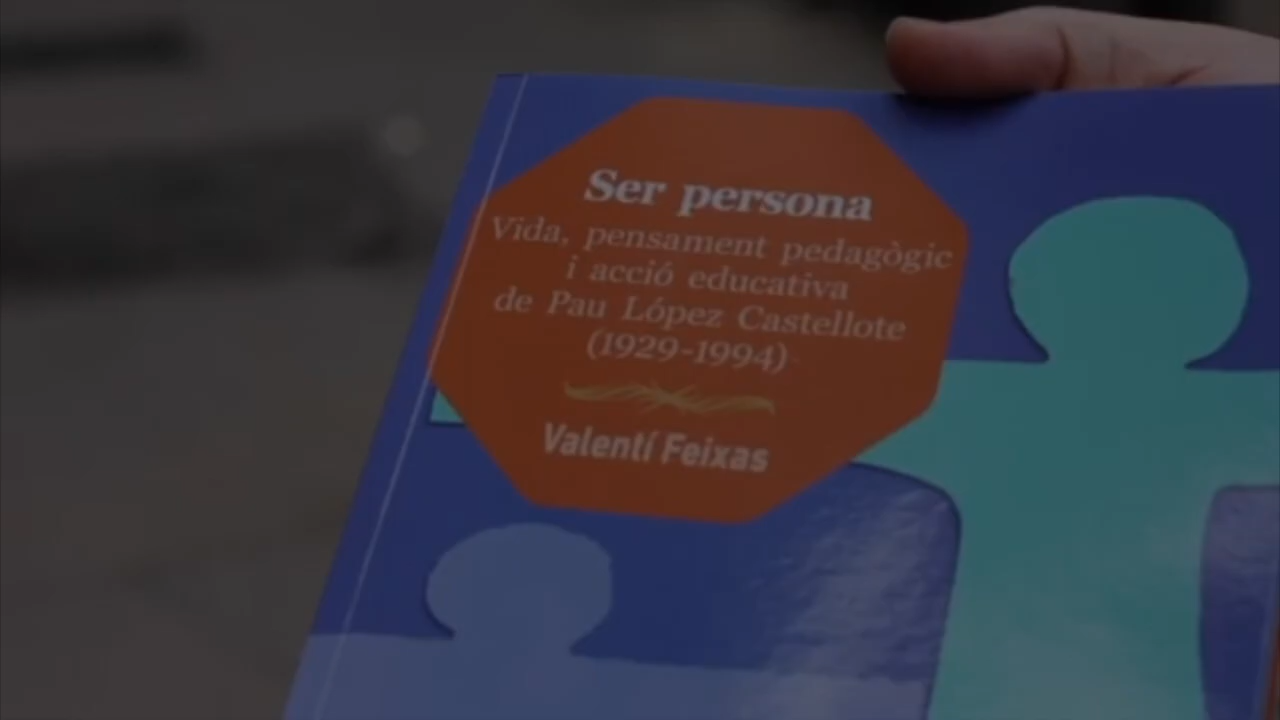 Ser persona
Vida, pensament pedagògic
i acció educativa
de Pau López Castellote
(1929-1994)
Valentí Feixas